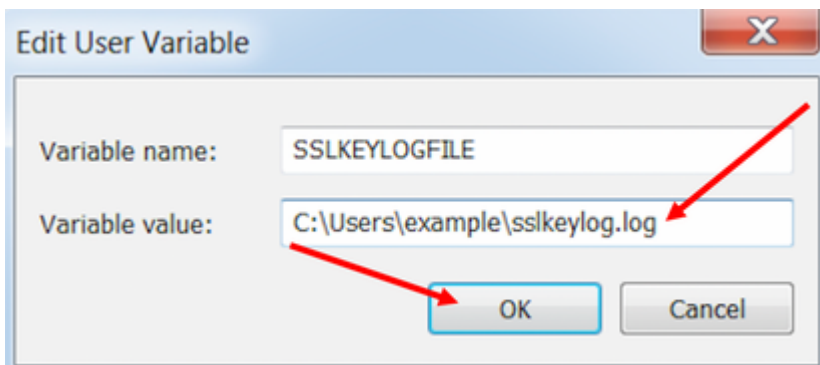 Edit User Variable
Variable name: SSLKEYLOGFILE
Variable value: C:\Users\example\sslkeylog.log
OK Cancel